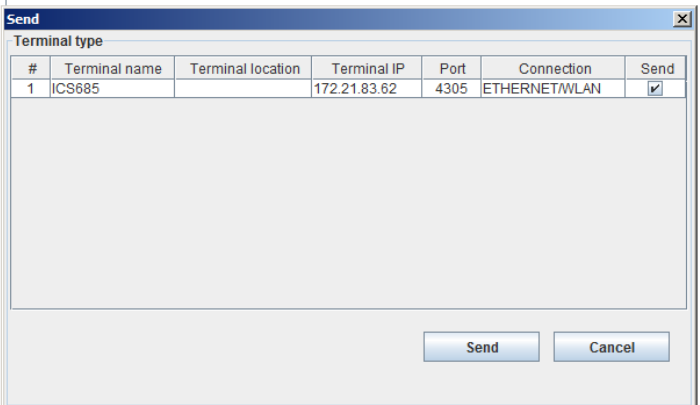 Send
Terminal type
# Terminal name Terminal location Terminal IP Port Connection Send
1 ICS685 172.21.83.62 4305 ETHERNET/WLAN
Send Cancel